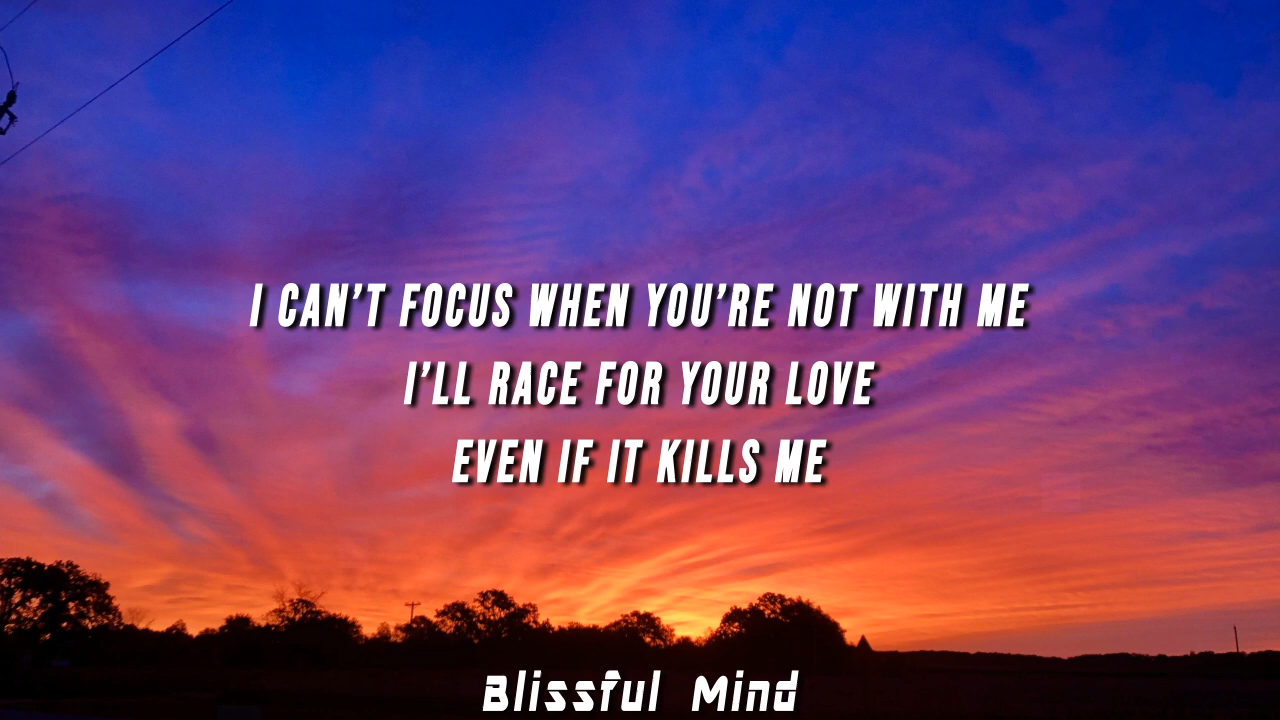 I CAN'T FOCUS WHEN YOU'RE NOT WITH ME
I'LL RACE FOR YOUR LOVE
EVEN IF IT KILLS ME
Blissful Mind